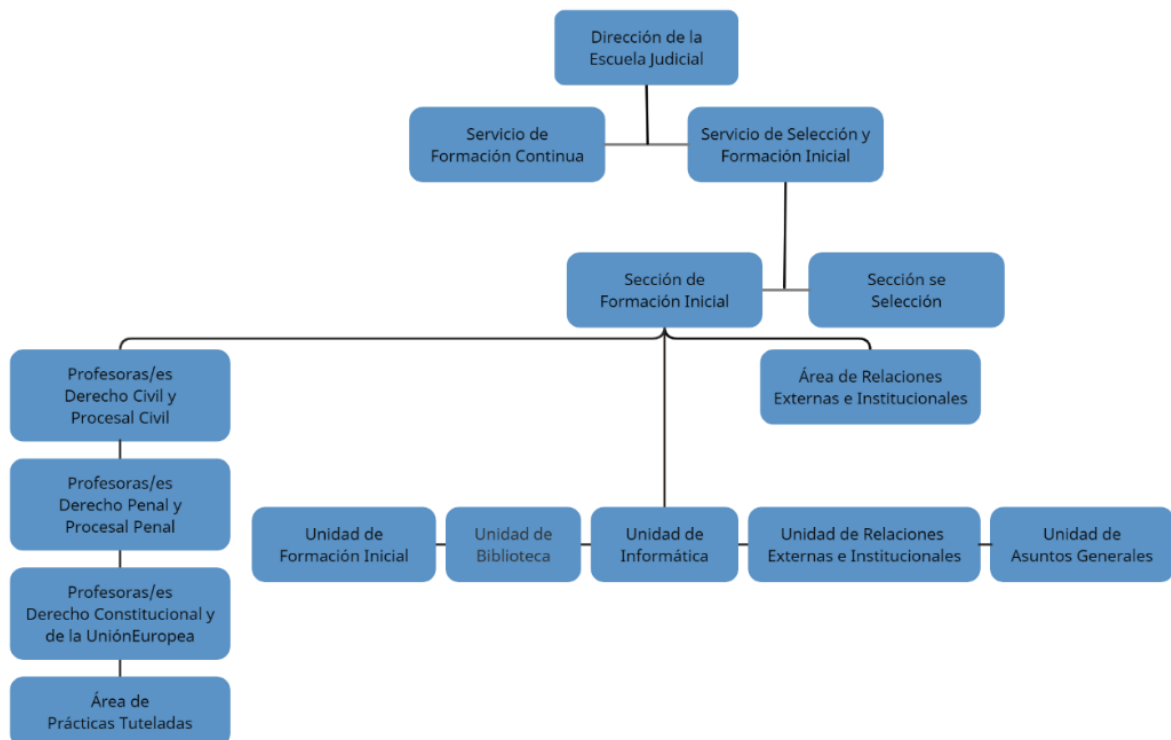 Dirección de la
Escuela Judicial
Servicio de
Formación Continua
Servicio de Selección y
Formación Inicial
Sección de
Formación Inicial
Sección se
Selección
Profesoras/es
Derecho Civil y
Procesal Civil
Área de Relaciones
Externas e Institucionales
Profesoras/es
Derecho Penal y
Procesal Penal
Unidad de
Formación Inicial
Unidad de
Biblioteca
Unidad de
Informática
Unidad de Relaciones
Externas e Institucionales
Unidad de
Asuntos Generales
Profesoras/es
Derecho Constitucional y
de la UniónEuropea
Área de
Prácticas Tuteladas